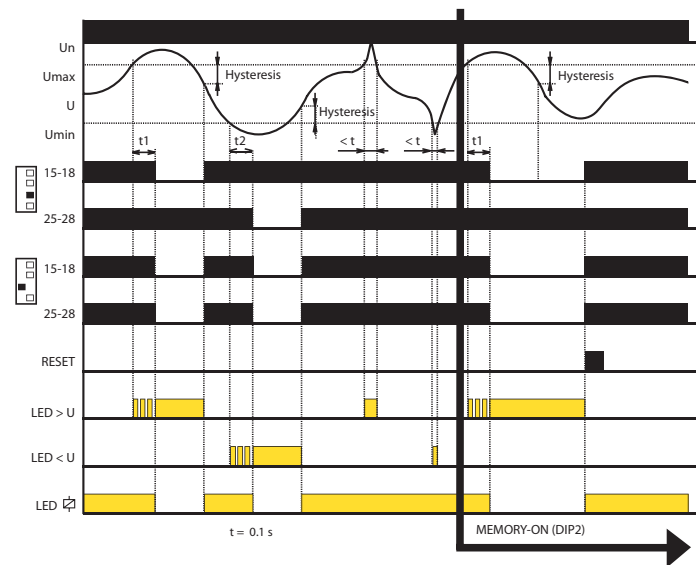 Un
Umax
Hysteresis
Hysteresis
U
Hysteresis
Umin
t1
t2
< t
< t
t1
15-18
25-28
15-18
25-28
RESET
LED > U
LED < U
LED
t = 0.1 s
MEMORY-ON (DIP2)